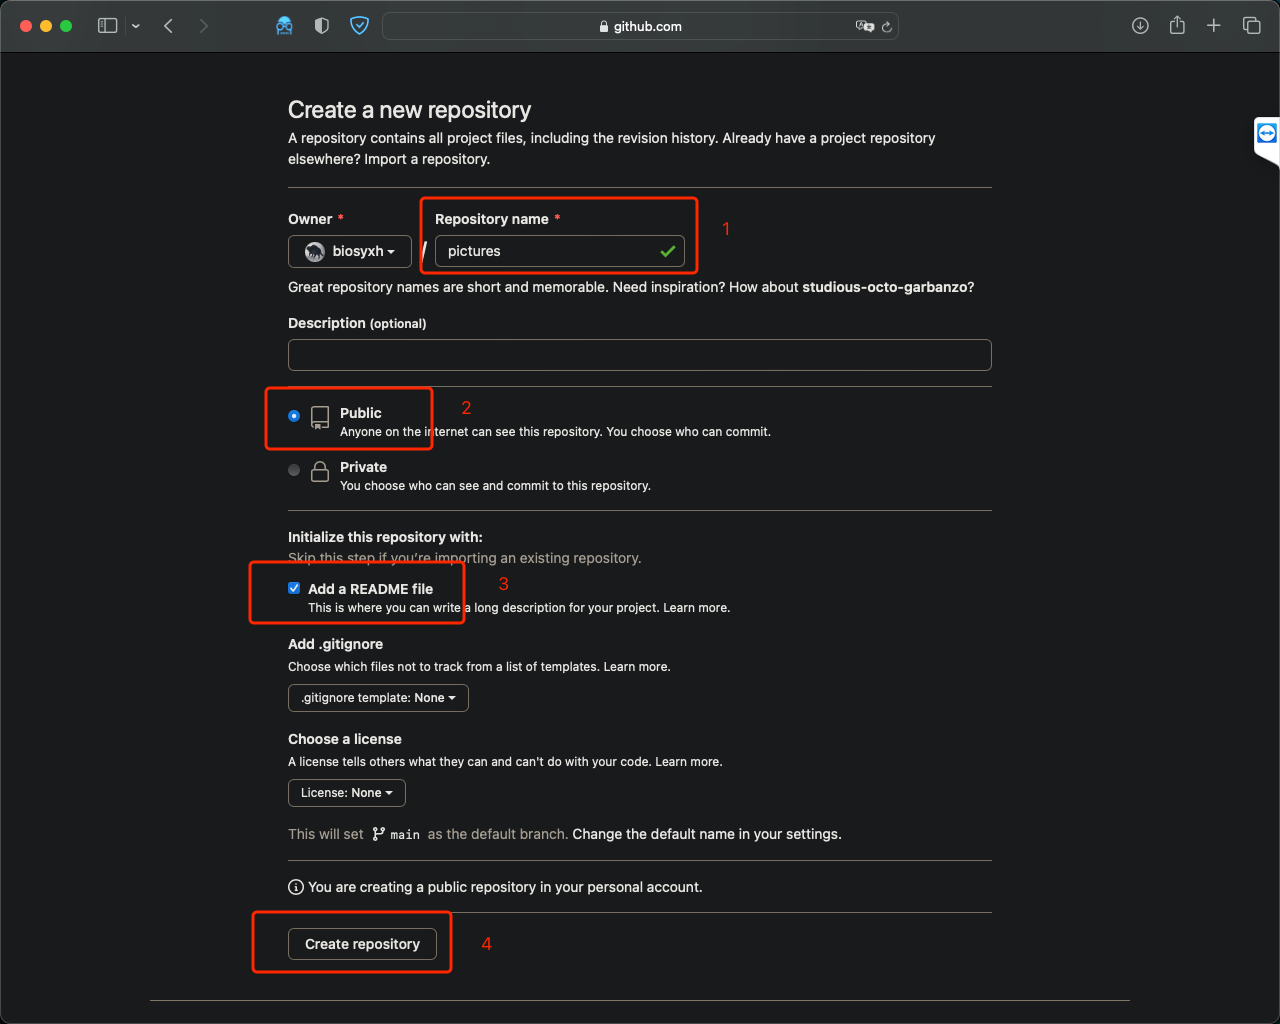 github.com
Create a new repository
A repository contains all project files, including the revision history. Already have a project repository
elsewhere? Import a repository.
Owner * Repository name * 1
biosyxh / pictures
Great repository names are short and memorable. Need inspiration? How about studious-octo-garbanzo?
Description (optional)
Public 2
Anyone on the internet can see this repository. You choose who can commit.
Private
You choose who can see and commit to this repository.
Initialize this repository with:
Skip this step if you're importing an existing repository.
Add a README file 3
This is where you can write a long description for your project. Learn more.
Add .gitignore
Choose which files not to track from a list of templates. Learn more.
.gitignore template: None
Choose a license
A license tells others what they can and can't do with your code. Learn more.
License: None
This will set main as the default branch. Change the default name in your settings.
You are creating a public repository in your personal account.
Create repository 4